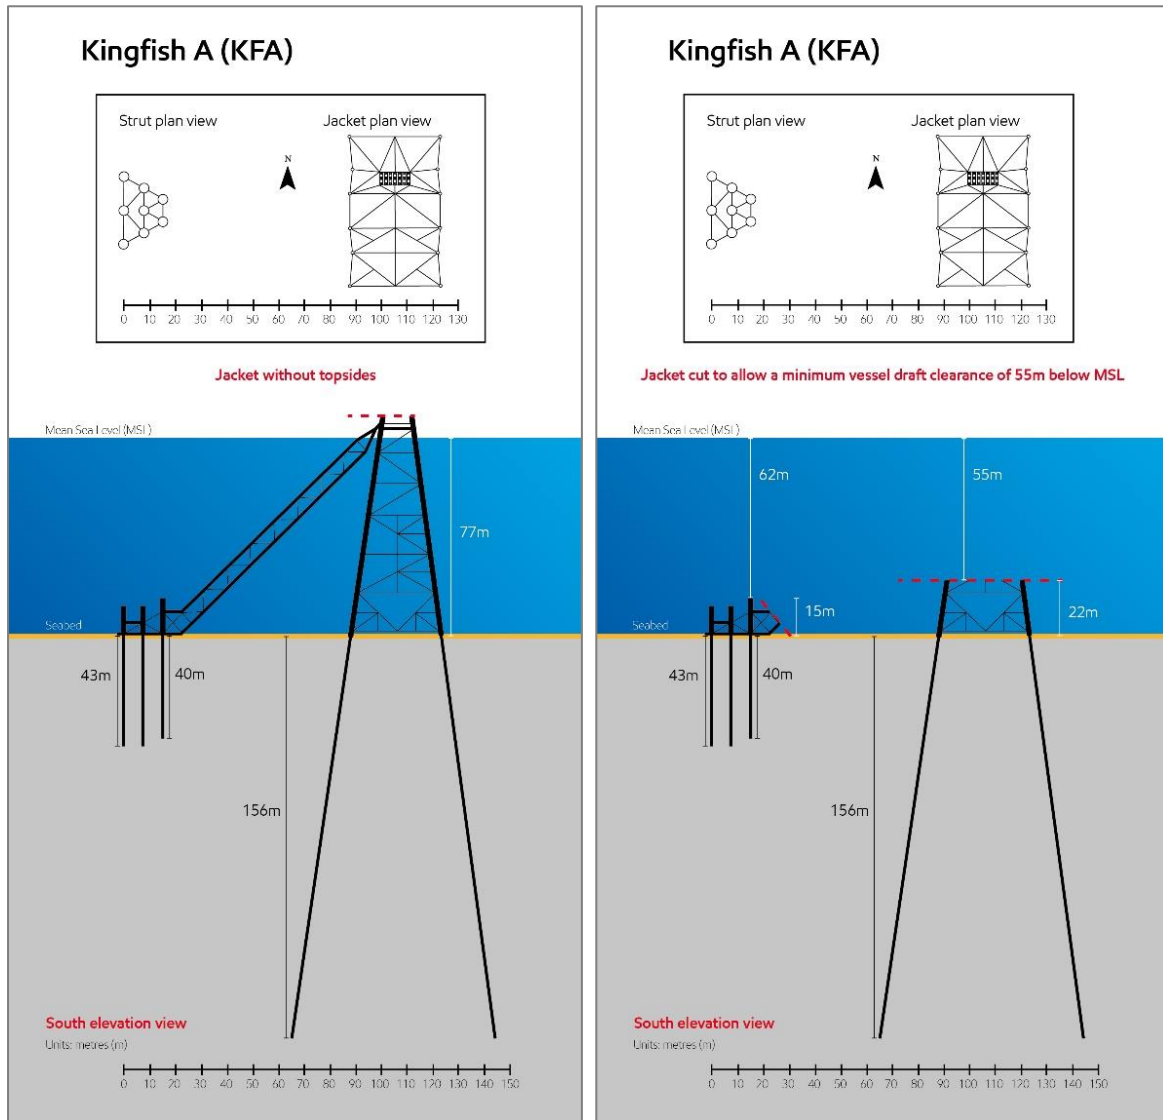 Kingfish A (KFA)
Strut plan view
Jacket plan view
N
0 10 20 30 40 50 60 70 80 90 100 110 120 130
Jacket without topsides
Mean Sea Level (MSL)
77m
Seabed
43m
40m
156m
South elevation view
Units: metres (m)
0 10 20 30 40 50 60 70 80 90 100 110 120 130 140 150
Kingfish A (KFA)
Strut plan view
Jacket plan view
N
0 10 20 30 40 50 60 70 80 90 100 110 120 130
Jacket cut to allow a minimum vessel draft clearance of 55m below MSL
Mean Sea Level (MSL)
62m
55m
15m
22m
Seabed
43m
40m
156m
South elevation view
Units: metres (m)
0 10 20 30 40 50 60 70 80 90 100 110 120 130 140 150